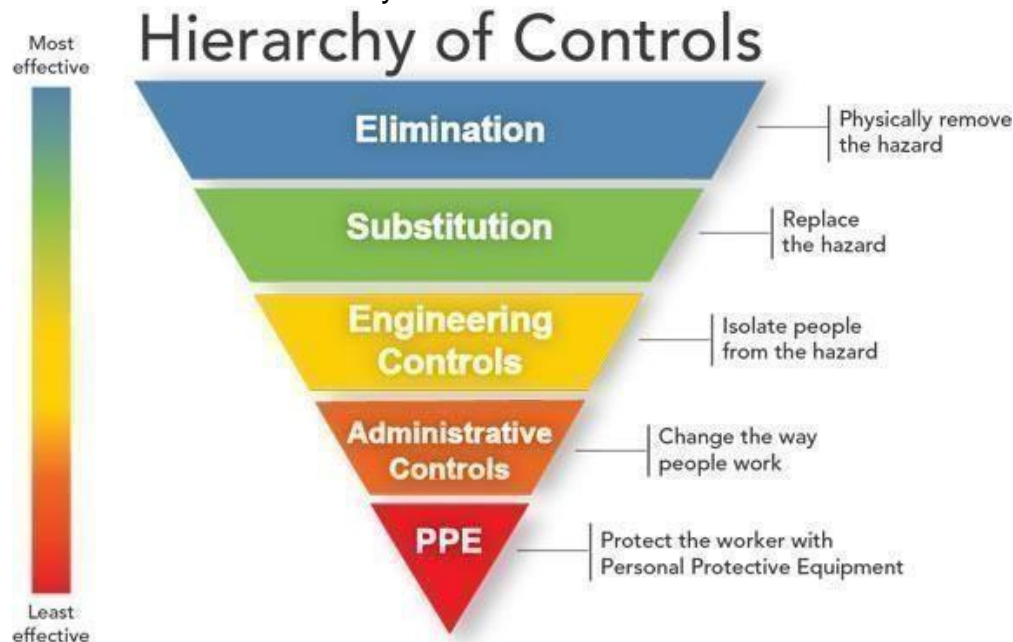 Hierarchy of Controls
Most
effective
Elimination
Physically remove
the hazard
Substitution
Replace
the hazard
Engineering
Controls
Isolate people
from the hazard
Administrative
Controls
Change the way
people work
PPE
Protect the worker with
Personal Protective Equipment
Least
effective